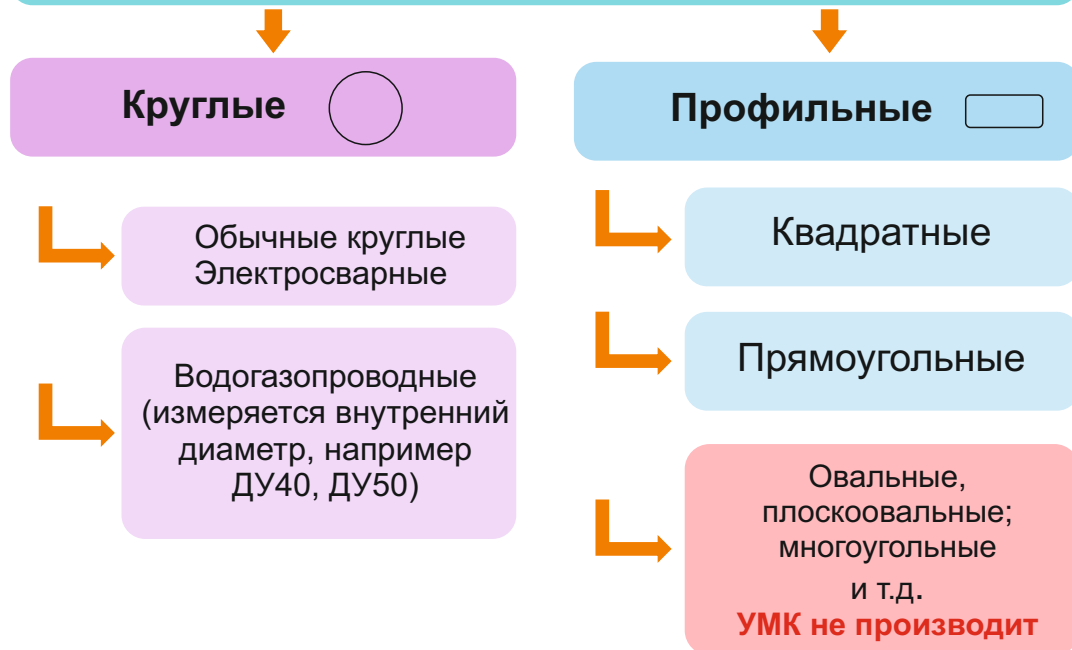 Круглые
Обычные круглые
Электросварные
Водогазопроводные
(измеряется внутренний
диаметр, например
ДУ40, ДУ50)
Профильные
Квадратные
Прямоугольные
Овальные,
плоскоовальные;
многоугольные
и т.д.
УМК не производит